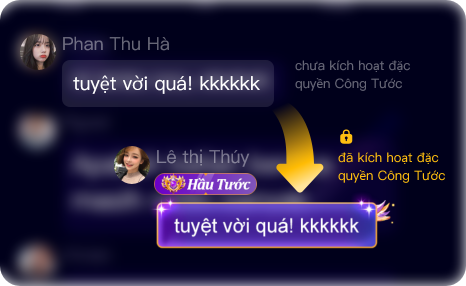 Phan Thu Hà
tuyệt vời quá! kkkkkk
chưa kích hoạt đặc
quyền Công Tước
Lê thị Thúy
Hầu Tước
đã kích hoạt đặc
quyền Công Tước
tuyệt vời quá! kkkkkk